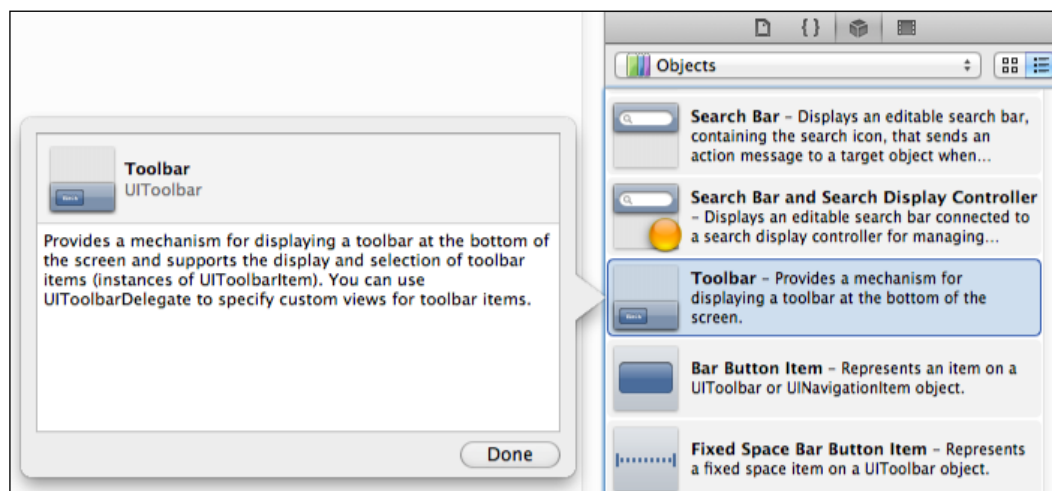 Toolbar
UIToolbar
Provides a mechanism for displaying a toolbar at the bottom of
the screen and supports the display and selection of toolbar
items (instances of UIToolbarItem). You can use
UIToolbarDelegate to specify custom views for toolbar items.
Done
{ }
Objects
Search Bar – Displays an editable search bar,
containing the search icon, that sends an
action message to a target object when...
Search Bar and Search Display Controller
– Displays an editable search bar connected to
a search display controller for managing...
Back
Toolbar – Provides a mechanism for
displaying a toolbar at the bottom of the
screen.
Back
Bar Button Item – Represents an item on a
UIToolbar or UINavigationItem object.
Fixed Space Bar Button Item – Represents
a fixed space item on a UIToolbar object.